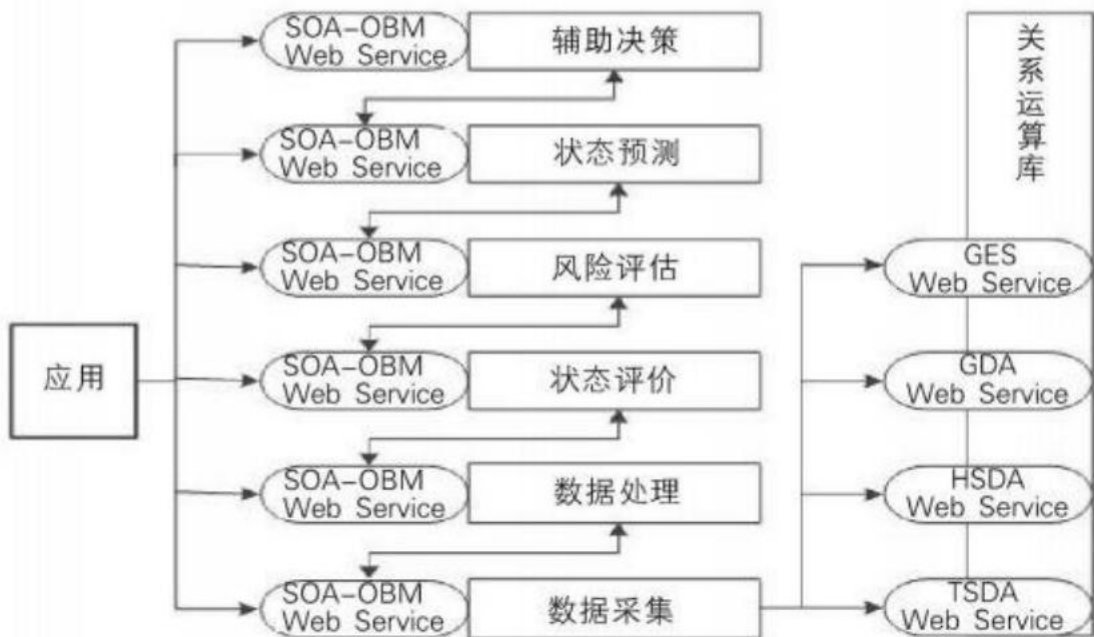 SOA-OBM
Web Service
辅助决策
SOA-OBM
Web Service
状态预测
SOA-OBM
Web Service
风险评估
SOA-OBM
Web Service
状态评价
SOA-OBM
Web Service
数据处理
SOA-OBM
Web Service
数据采集
应用
关系运算库
GES
Web Service
GDA
Web Service
HSDA
Web Service
TSDA
Web Service